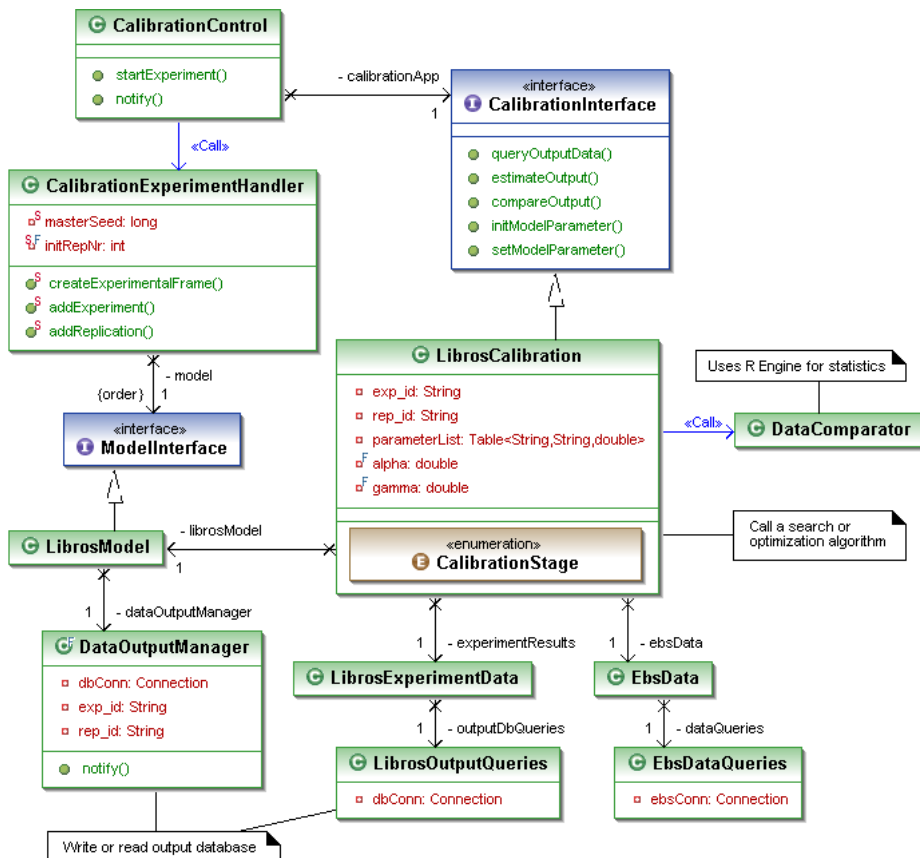 CalibrationControl
startExperiment()
notify()
- calibrationApp
1
«interface»
CalibrationInterface
queryOutputData()
estimateOutput()
compareOutput()
initModelParameter()
setModelParameter()
«Call»
CalibrationExperimentHandler
masterSeed: long
initRepNr: int
createExperimentalFrame()
addExperiment()
addReplication()
- model
{order}
1
«interface»
ModelInterface
LibrosCalibration
exp_id: String
rep_id: String
parameterList: Table<String,String,double>
alpha: double
gamma: double
«enumeration»
CalibrationStage
Uses R Engine for statistics
«Call»
DataComparator
Call a search or
optimization algorithm
- librosModel
1
LibrosModel
1
- dataOutputManager
DataOutputManager
dbConn: Connection
exp_id: String
rep_id: String
notify()
1
- experimentResults
LibrosExperimentData
1
- outputDbQueries
LibrosOutputQueries
dbConn: Connection
1
- ebsData
EbsData
1
- dataQueries
EbsDataQueries
ebsConn: Connection
Write or read output database